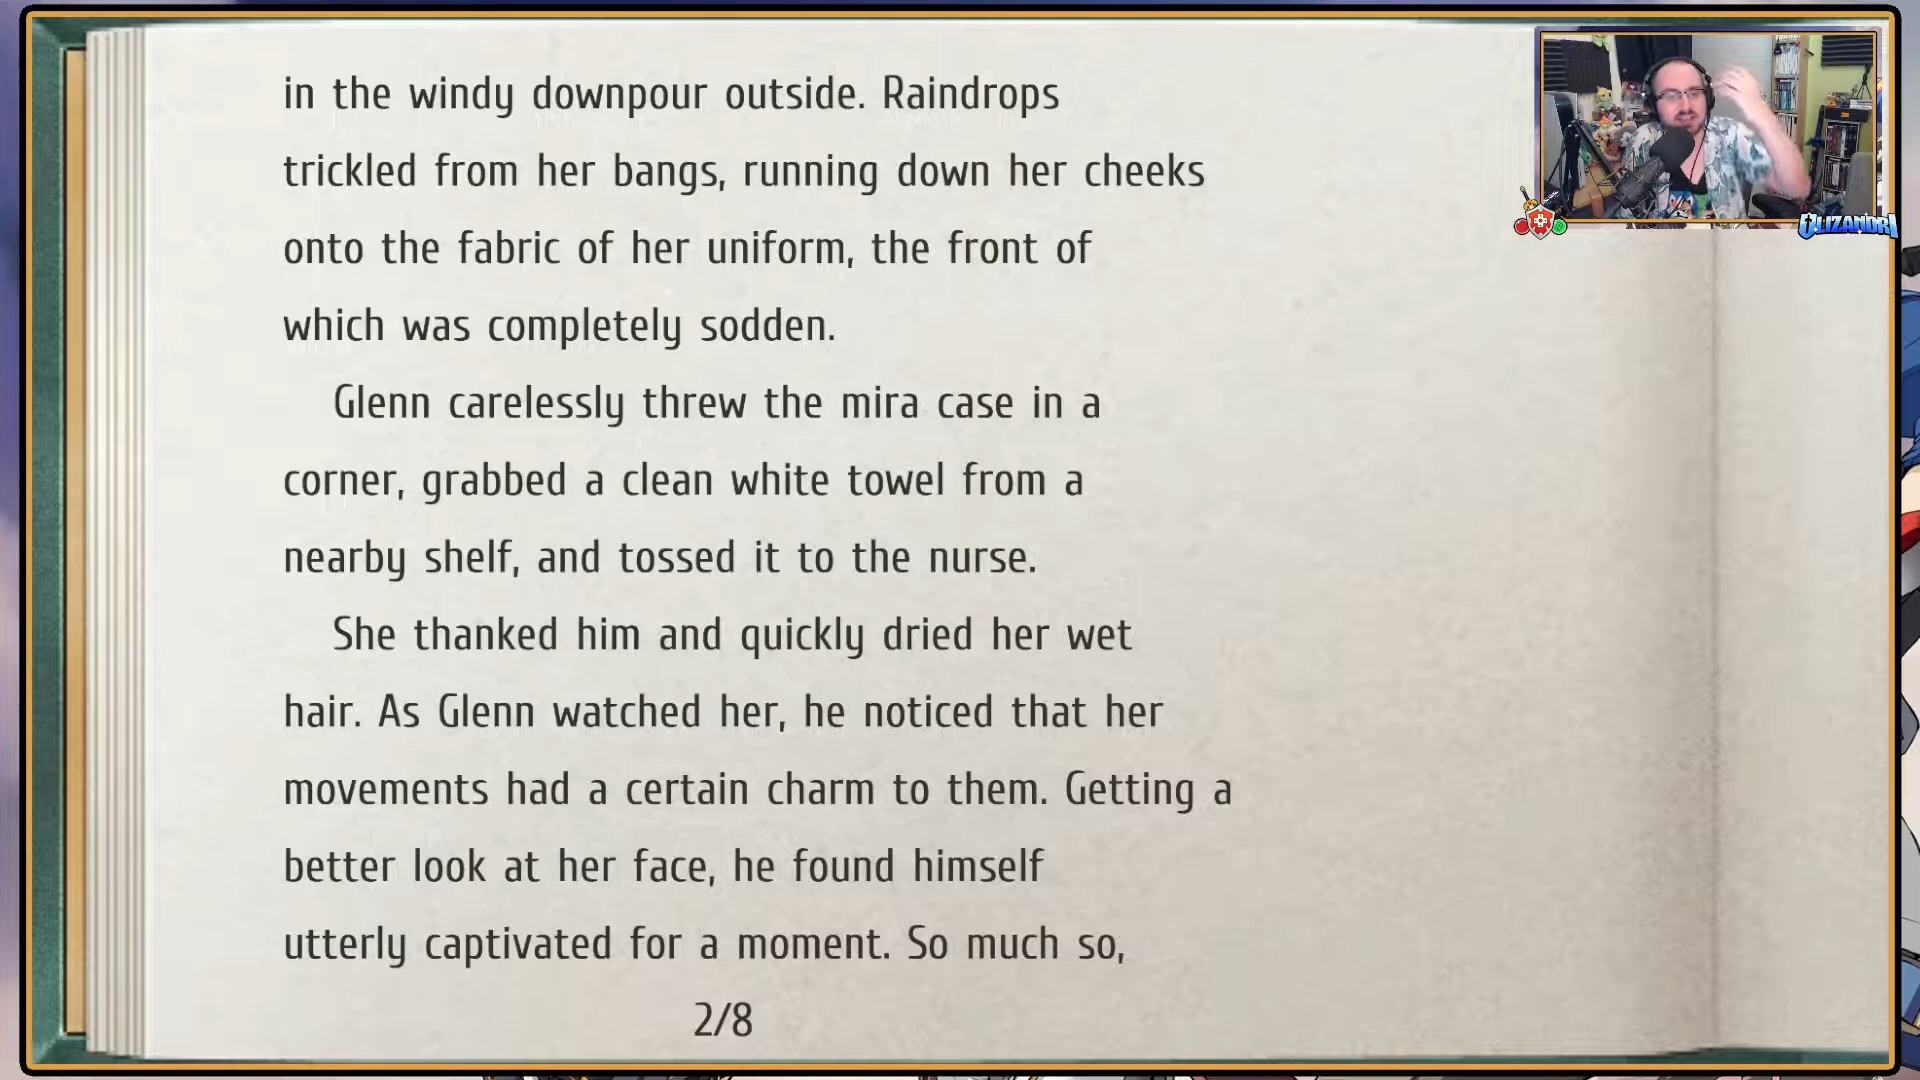 in the windy downpour outside. Raindrops
trickled from her bangs, running down her cheeks
onto the fabric of her uniform, the front of
which was completely sodden.
Glenn carelessly threw the mira case in a
corner, grabbed a clean white towel from a
nearby shelf, and tossed it to the nurse.
She thanked him and quickly dried her wet
hair. As Glenn watched her, he noticed that her
movements had a certain charm to them. Getting a
better look at her face, he found himself
utterly captivated for a moment. So much so,
2/8
ULIZANDRI